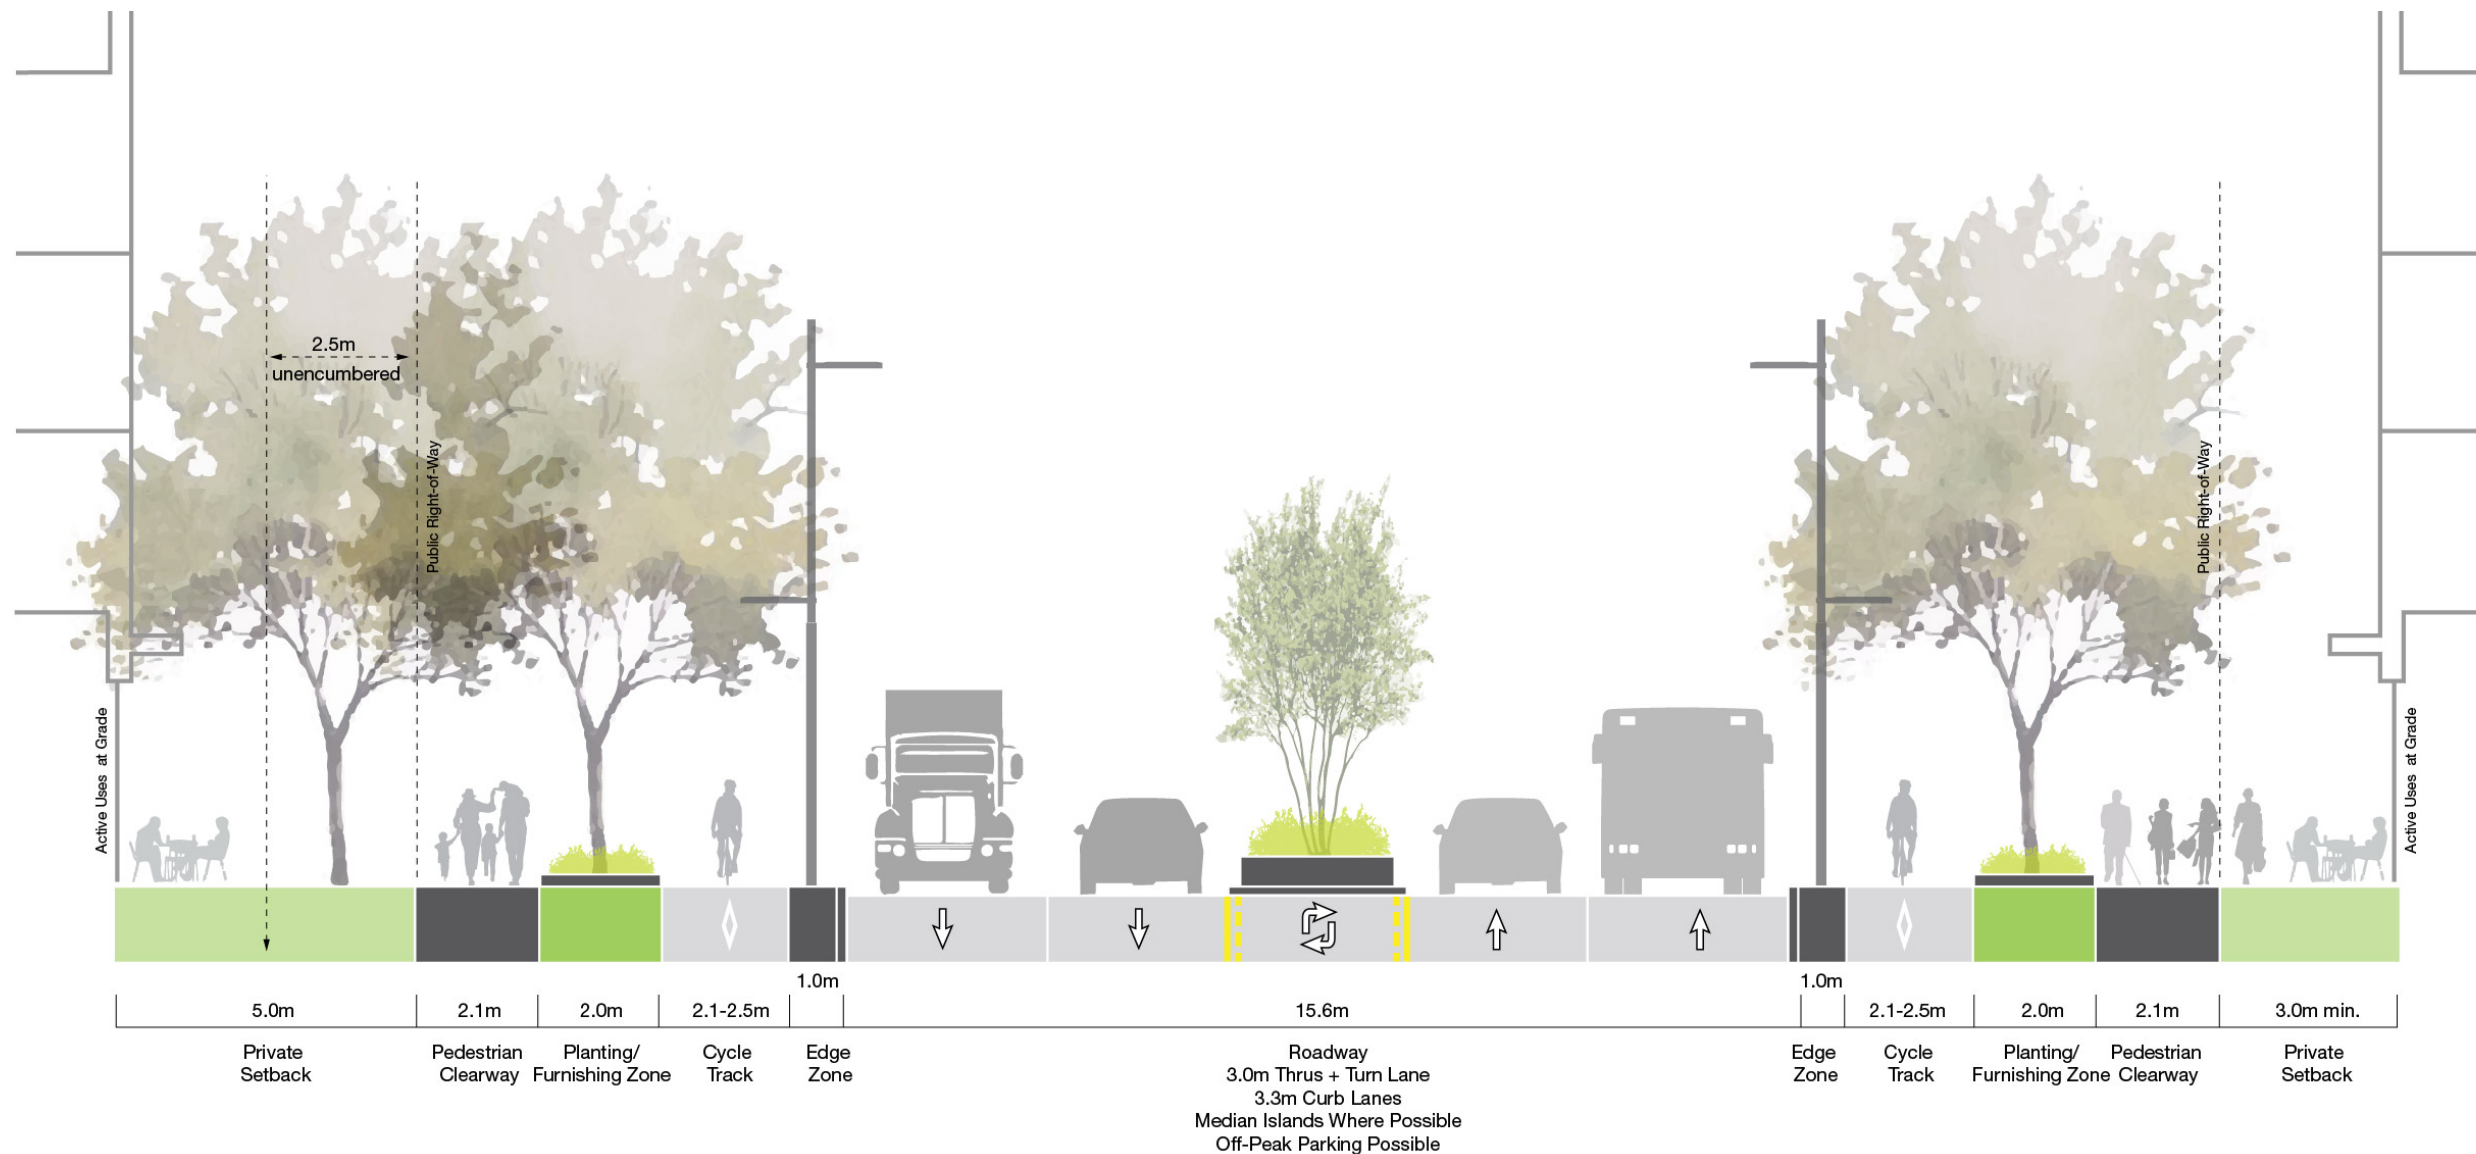 2.5m
unencumbered
Public Right-of-Way
Public Right-of-Way
Active Uses at Grade
Active Uses at Grade
1.0m
1.0m
5.0m
2.1m
2.0m
2.1-2.5m
15.6m
2.1-2.5m
2.0m
2.1m
3.0m min.
Private
Setback
Pedestrian
Clearway
Planting/
Furnishing Zone
Cycle
Track
Edge
Zone
Roadway
3.0m Thrus + Turn Lane
3.3m Curb Lanes
Median Islands Where Possible
Off-Peak Parking Possible
Edge
Zone
Cycle
Track
Planting/
Furnishing Zone
Pedestrian
Clearway
Private
Setback